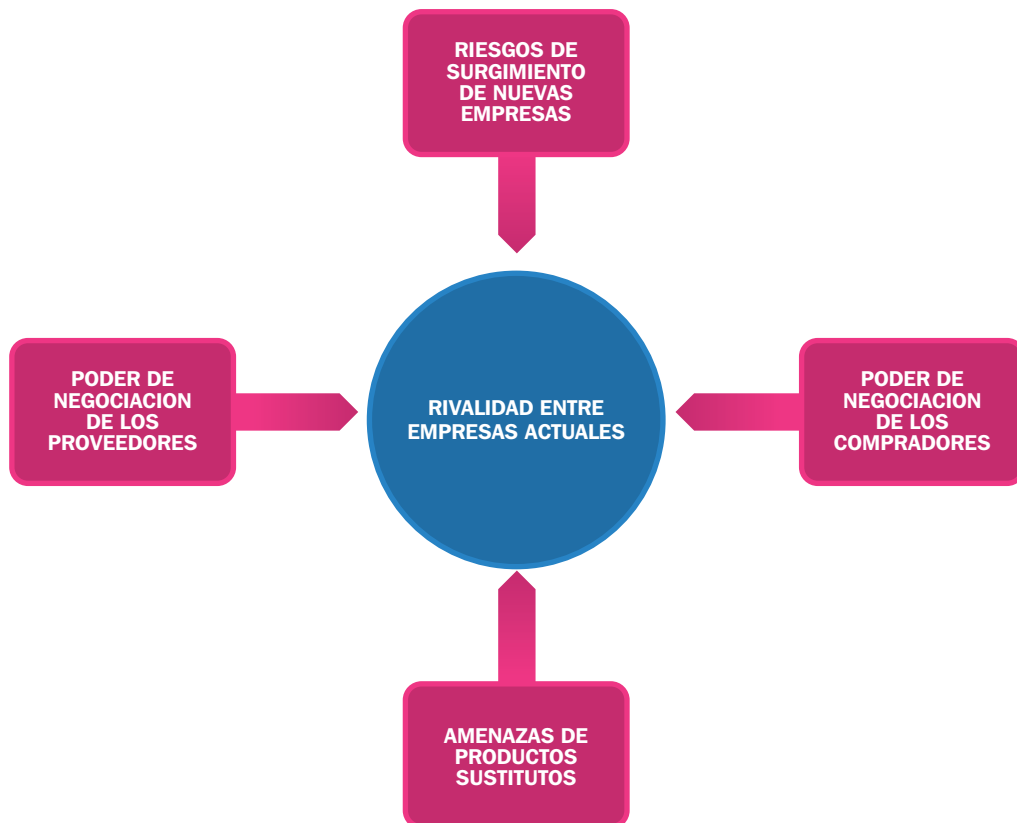 RIESGOS DE
SURGIMIENTO
DE NUEVAS
EMPRESAS
PODER DE
NEGOCIACION
DE LOS
PROVEEDORES
RIVALIDAD ENTRE
EMPRESAS ACTUALES
PODER DE
NEGOCIACION
DE LOS
COMPRADORES
AMENAZAS DE
PRODUCTOS
SUSTITUTOS